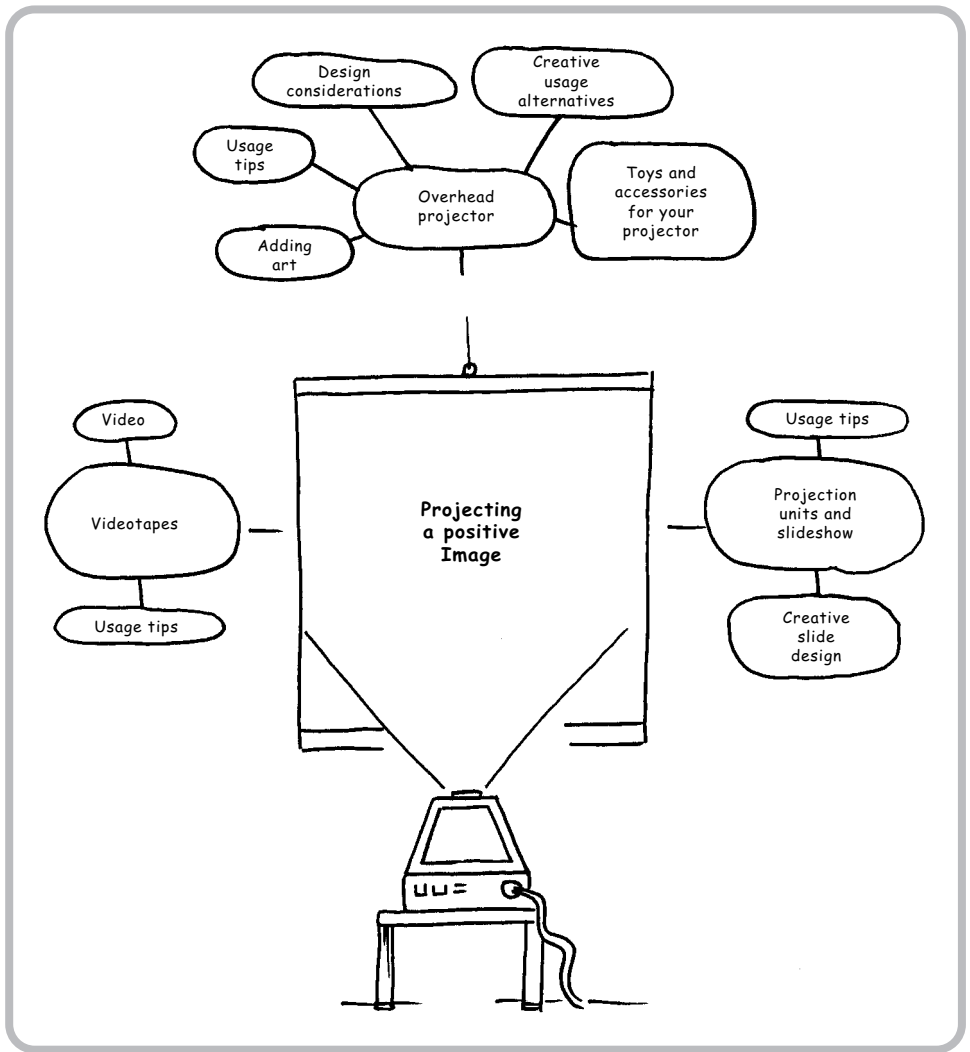 Design
considerations
Creative
usage
alternatives
Usage
tips
Overhead
projector
Toys and
accessories
for your
projector
Adding
art
Video
Videotapes
Usage tips
Projecting
a positive
Image
Usage tips
Projection
units and
slideshow
Creative
slide
design